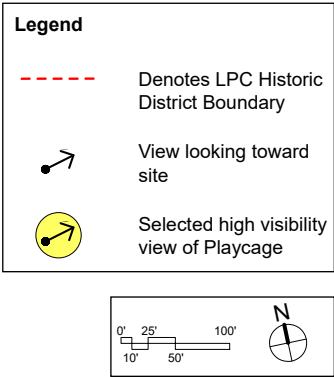 Legend
Denotes LPC Historic
District Boundary
View looking toward
site
Selected high visibility
view of Playcage
N
0' 25' 100'
10' 50'